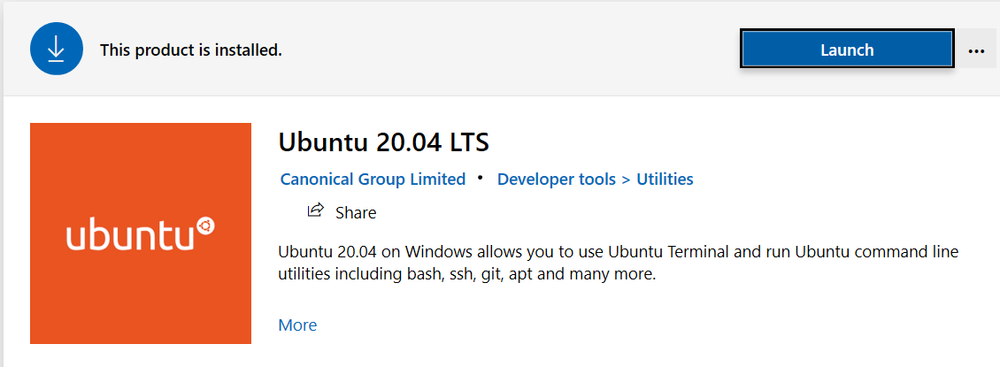 This product is installed.
Launch
Ubuntu 20.04 LTS
Canonical Group Limited • Developer tools > Utilities
Share
ubuntu
Ubuntu 20.04 on Windows allows you to use Ubuntu Terminal and run Ubuntu command line
utilities including bash, ssh, git, apt and many more.
More